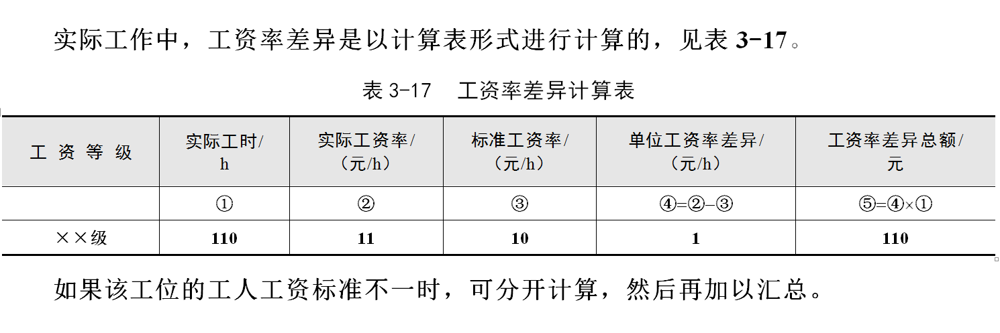 实际工作中，工资率差异是以计算表形式进行计算的，见表 3-17。
表 3-17 工资率差异计算表
工 资 等 级 实际工时/ 实际工资率/ 标准工资率/ 单位工资率差异/ 工资率差异总额/
h （元/h） （元/h） （元/h） 元
① ② ③ ④=②–③ ⑤=④×①
××级 110 11 10 1 110
如果该工位的工人工资标准不一时，可分开计算，然后再加以汇总。